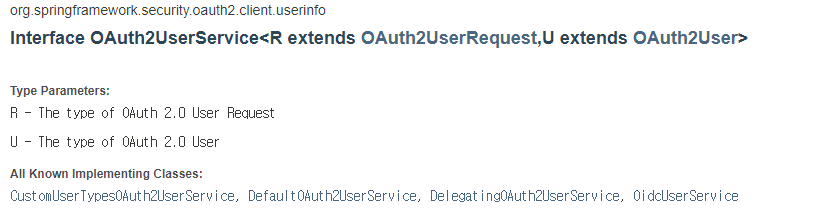 org.springframework.security.oauth2.client.userinfo
Interface OAuth2UserService<R extends OAuth2UserRequest,U extends OAuth2User>
Type Parameters:
R - The type of OAuth 2.0 User Request
U - The type of OAuth 2.0 User
All Known Implementing Classes:
CustomUserTypesOAuth2UserService, DefaultOAuth2UserService, DelegatingOAuth2UserService, OidcUserService